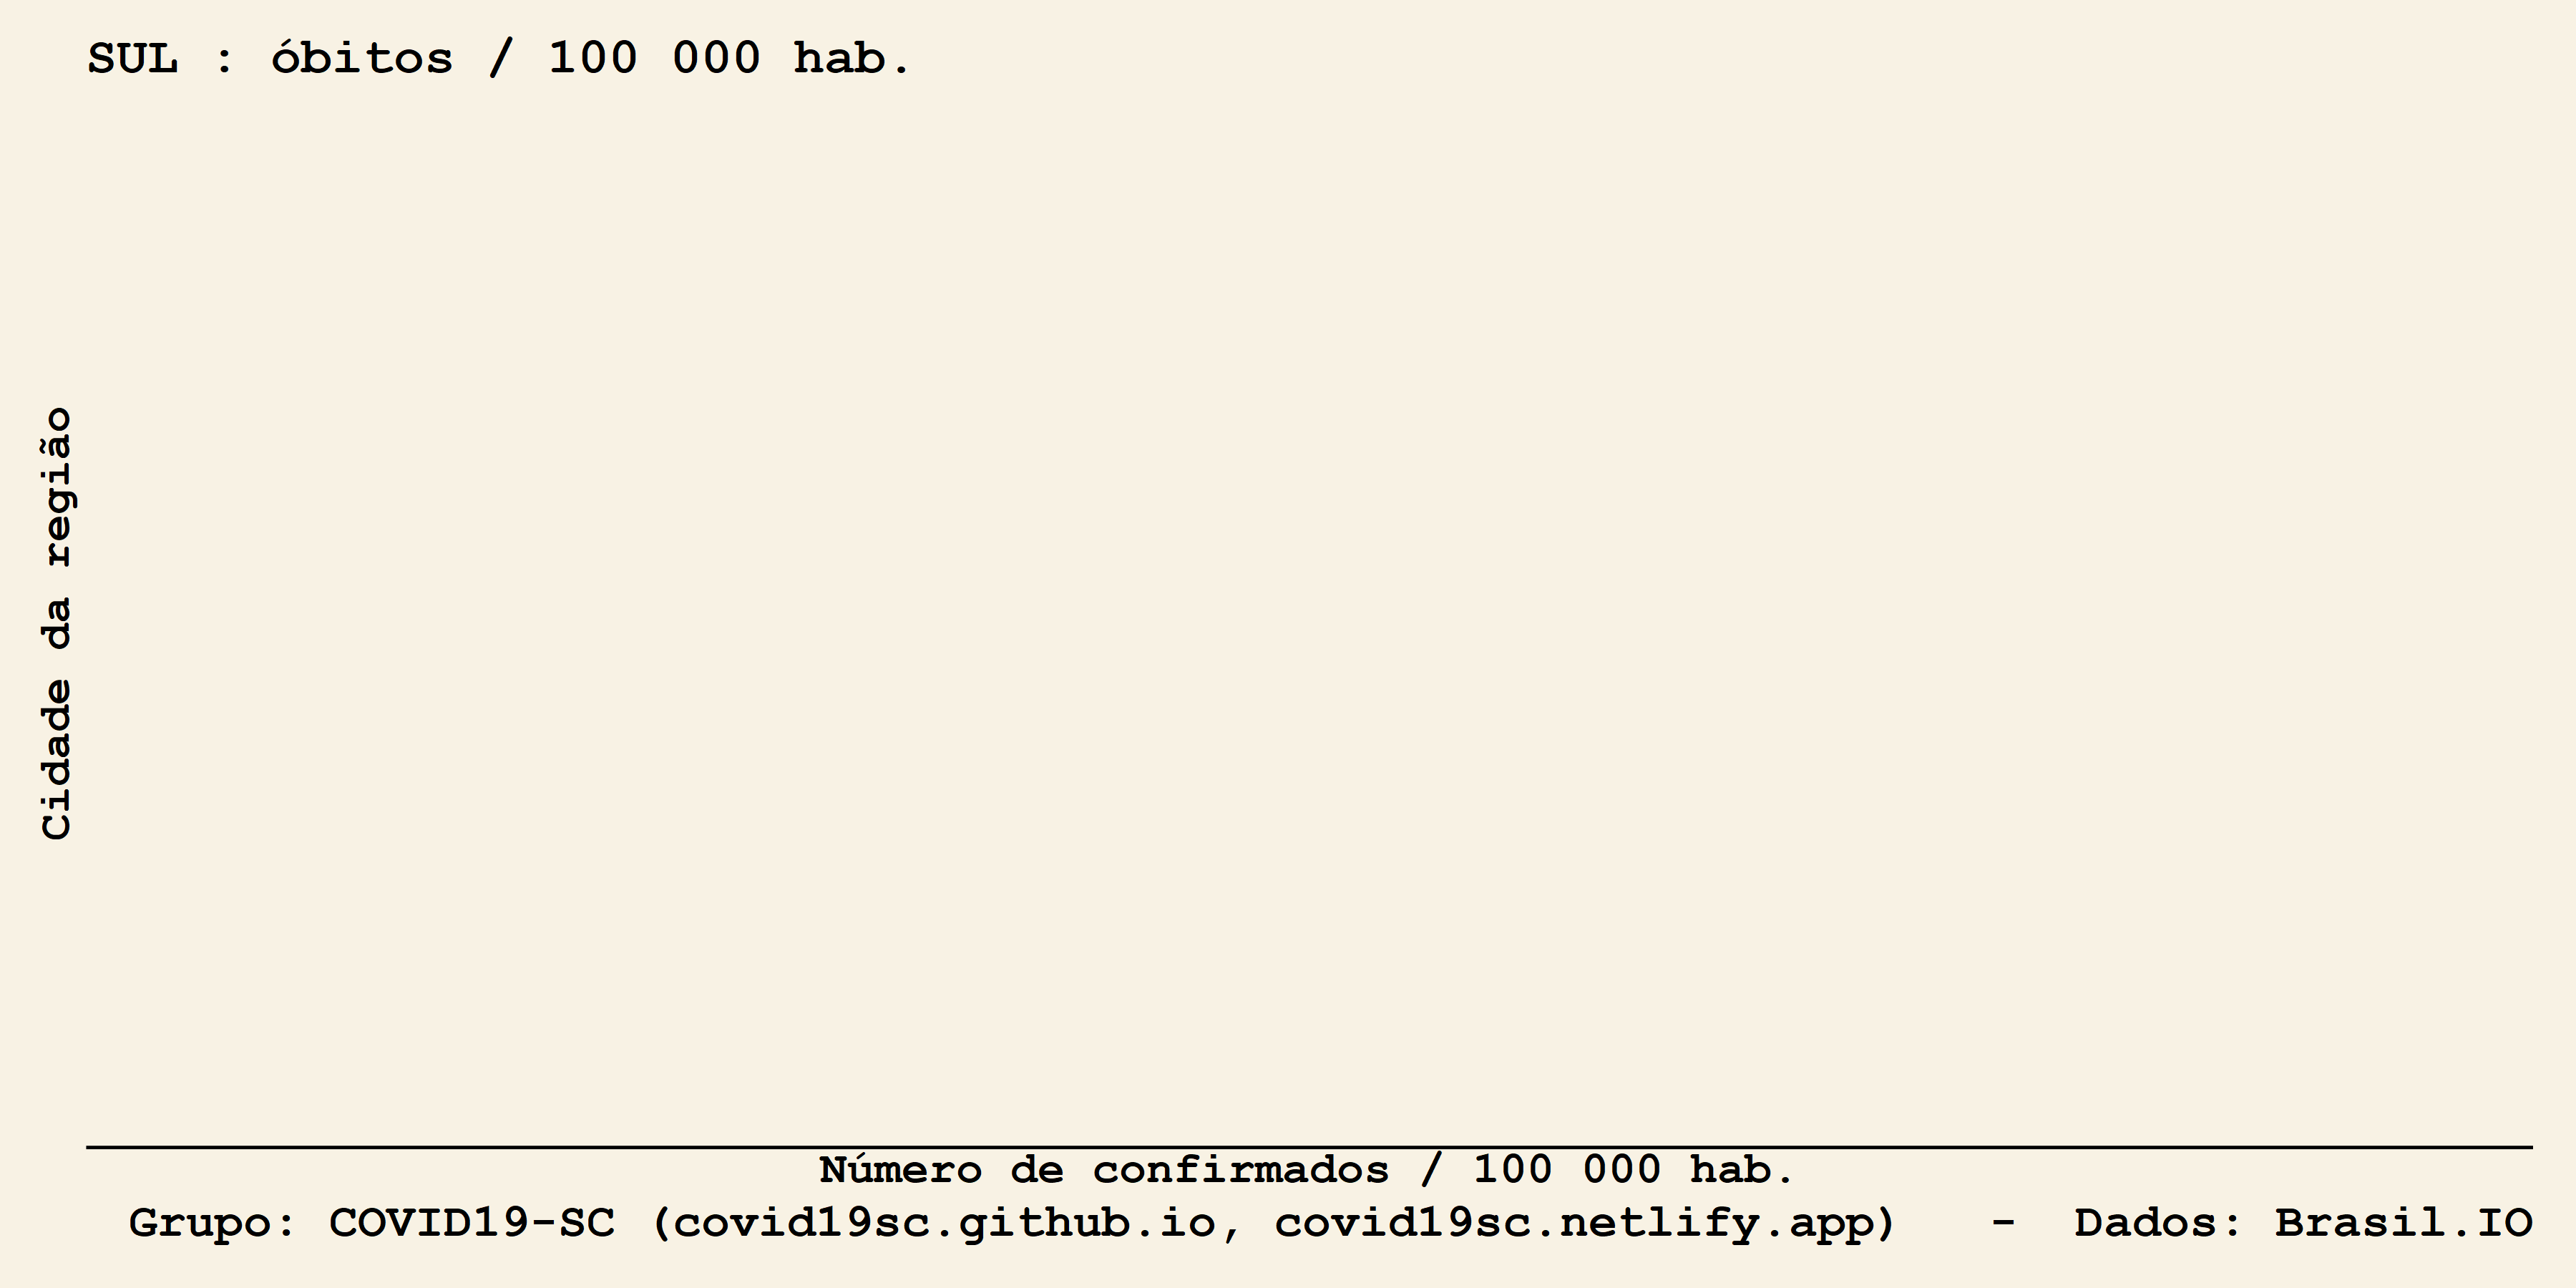 SUL : óbitos / 100 000 hab.
Cidade da região
Número de confirmados / 100 000 hab.
Grupo: COVID19-SC (covid19sc.github.io, covid19sc.netlify.app) - Dados: Brasil.IO